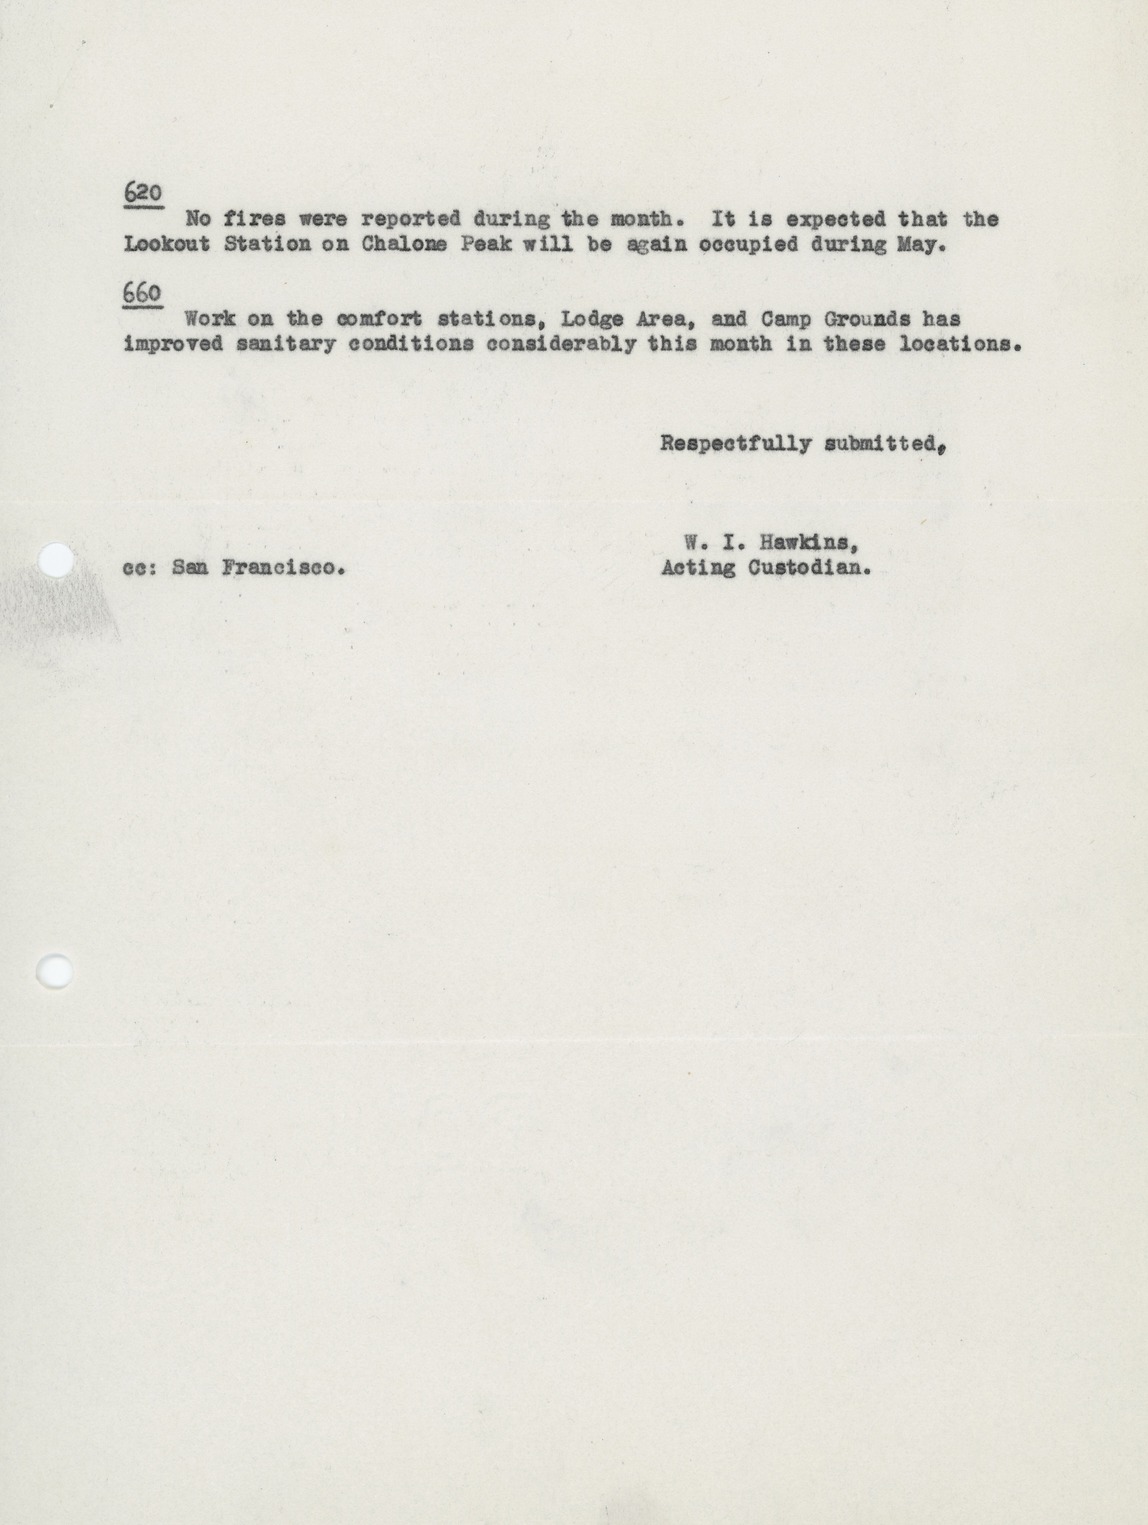 620
No fires were reported during the month. It is expected that the
Lookout Station on Chalone Peak will be again occupied during May.
660
Work on the comfort stations, Lodge Area, and Camp Grounds has
improved sanitary conditions considerably this month in these locations.
Respectfully submitted,
W. I. Hawkins,
cc: San Francisco. Acting Custodian.